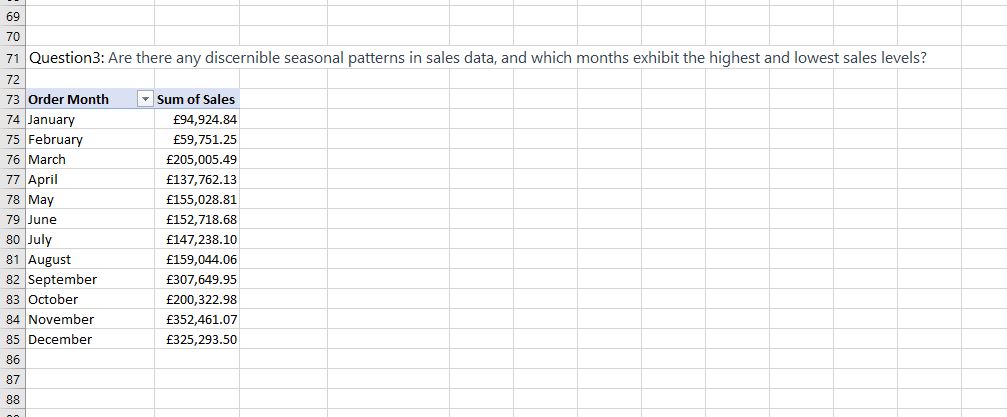 69
70
71 Question3: Are there any discernible seasonal patterns in sales data, and which months exhibit the highest and lowest sales levels?
72
73 Order Month Sum of Sales
74 January £94,924.84
75 February £59,751.25
76 March £205,005.49
77 April £137,762.13
78 May £155,028.81
79 June £152,718.68
80 July £147,238.10
81 August £159,044.06
82 September £307,649.95
83 October £200,322.98
84 November £352,461.07
85 December £325,293.50
86
87
88